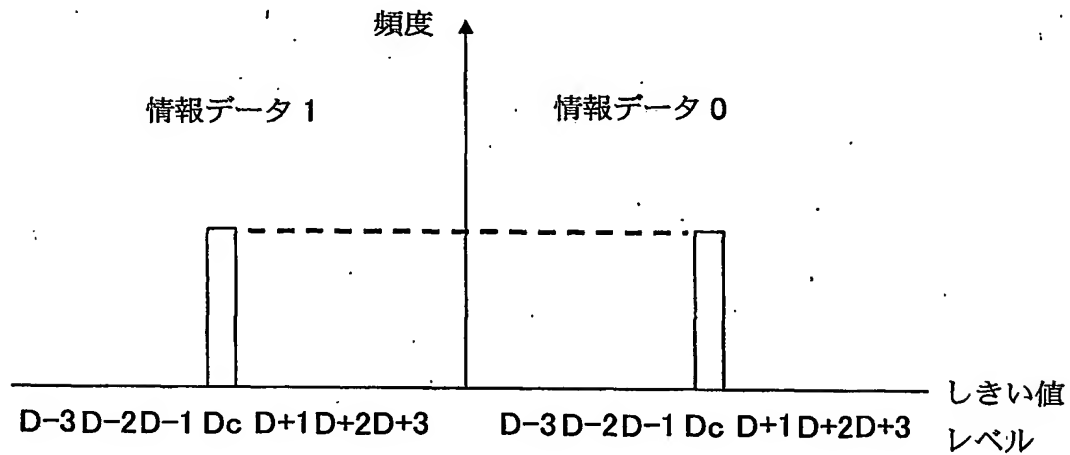 頻度
情報データ 1
情報データ 0
D-3 D-2 D-1 Dc D+1 D+2 D+3
D-3 D-2 D-1 Dc D+1 D+2 D+3
しきい値
レベル